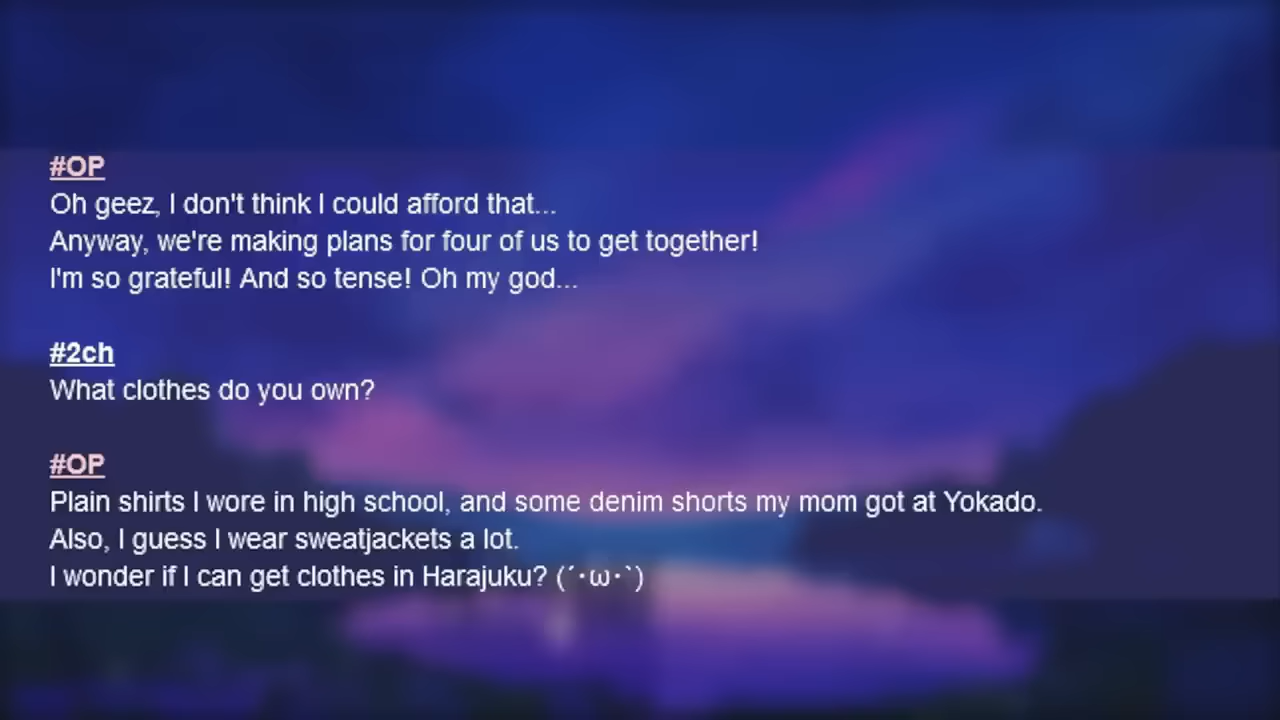 #OP
Oh geez, I don't think I could afford that...
Anyway, we're making plans for four of us to get together!
I'm so grateful! And so tense! Oh my god...
#2ch
What clothes do you own?
#OP
Plain shirts I wore in high school, and some denim shorts my mom got at Yokado.
Also, I guess I wear sweatjackets a lot.
I wonder if I can get clothes in Harajuku? (´･ω･`)